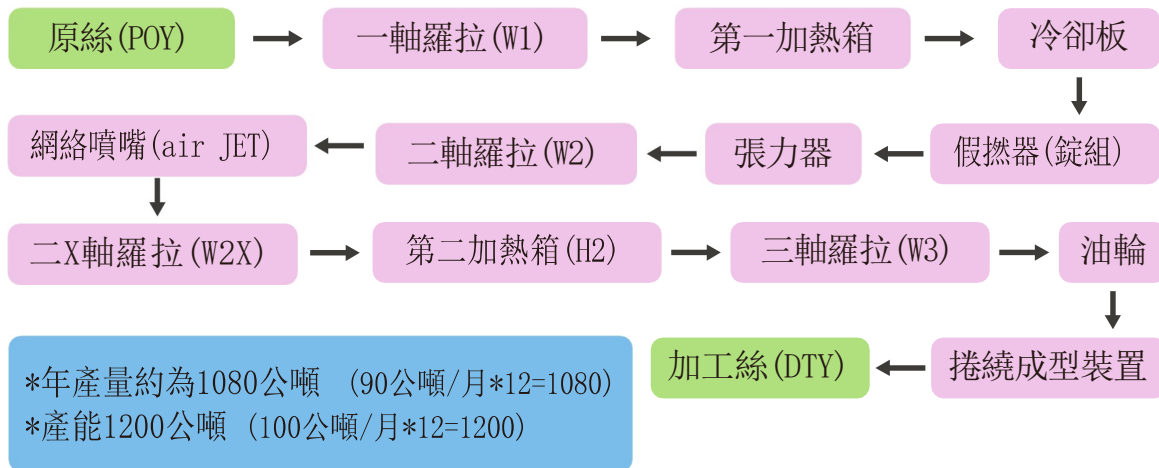 原絲(POY)
一軸羅拉(W1)
第一加熱箱
冷卻板
假撚器(錠組)
張力器
二軸羅拉(W2)
網絡噴嘴(air JET)
二X軸羅拉(W2X)
第二加熱箱(H2)
三軸羅拉(W3)
油輪
捲繞成型裝置
加工絲(DTY)
*年產量約為1080公噸 (90公噸/月*12=1080)
*產能1200公噸 (100公噸/月*12=1200)